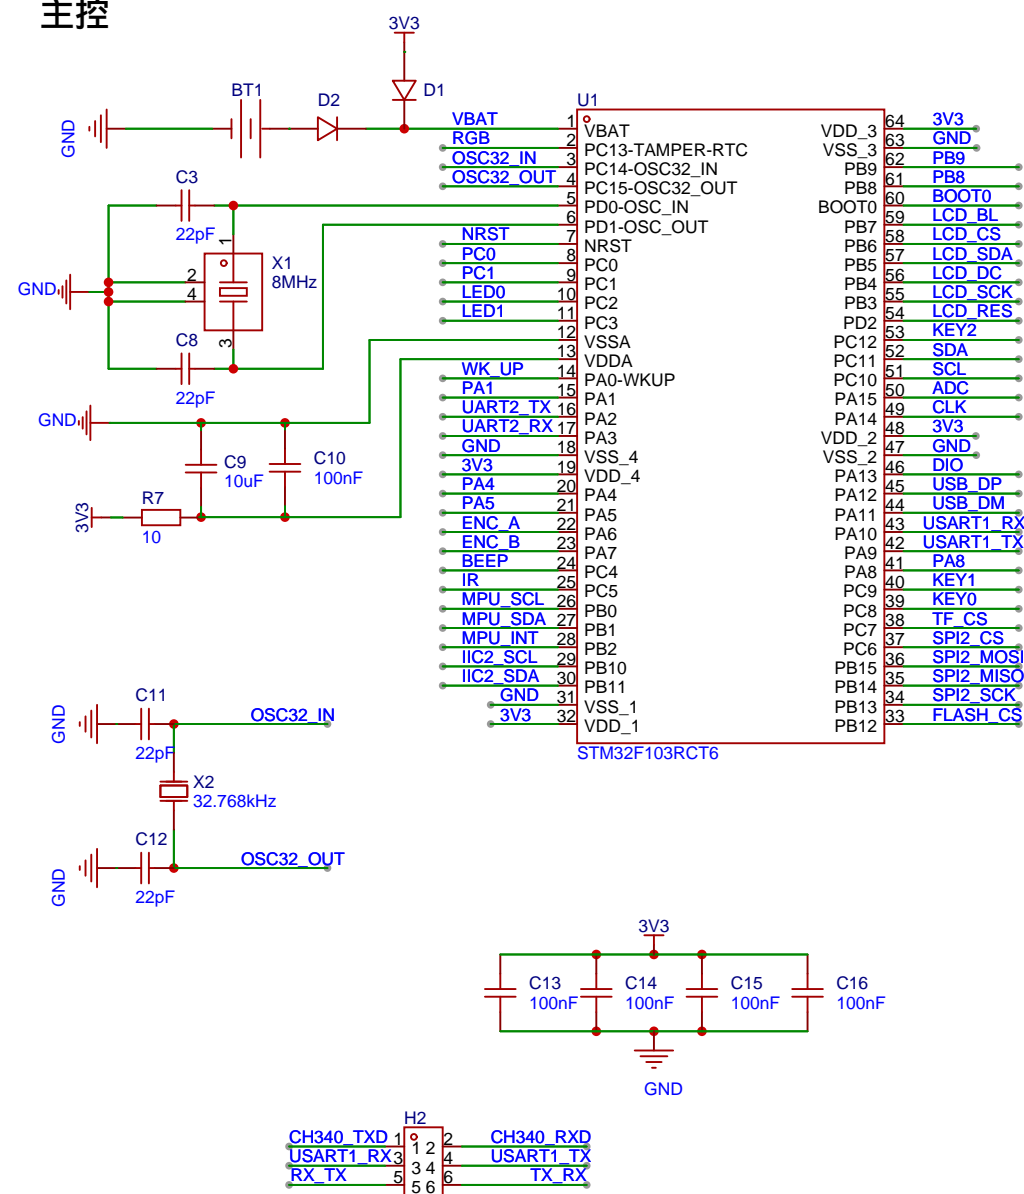 主控
3V3
BT1
D2
D1
GND
C3
22pF
1
2
4
3
X1
8MHz
GND
C8
22pF
GND
C9
10uF
C10
100nF
3V3
R7
10
U1
VBAT 1 VBAT
RGB 2 PC13-TAMPER-RTC
OSC32_IN 3 PC14-OSC32_IN
OSC32_OUT 4 PC15-OSC32_OUT
5 PD0-OSC_IN
6 PD1-OSC_OUT
NRST 7 NRST
PC0 8 PC0
PC1 9 PC1
LED0 10 PC2
LED1 11 PC3
12 VSSA
13 VDDA
WK_UP 14 PA0-WKUP
PA1 15 PA1
UART2_TX 16 PA2
UART2_RX 17 PA3
GND 18 VSS_4
3V3 19 VDD_4
PA4 20 PA4
PA5 21 PA5
ENC_A 22 PA6
ENC_B 23 PA7
BEEP 24 PC4
IR 25 PC5
MPU_SCL 26 PB0
MPU_SDA 27 PB1
MPU_INT 28 PB2
IIC2_SCL 29 PB10
IIC2_SDA 30 PB11
GND 31 VSS_1
3V3 32 VDD_1
VDD_3 64 3V3
VSS_3 63 GND
PB9 62 PB9
PB8 61 PB8
BOOT0 60 BOOT0
PB7 59 LCD_BL
PB6 58 LCD_CS
PB5 57 LCD_SDA
PB4 56 LCD_DC
PB3 55 LCD_SCK
PD2 54 LCD_RES
PC12 53 KEY2
PC11 52 SDA
PC10 51 SCL
PA15 50 ADC
PA14 49 CLK
VDD_2 48 3V3
VSS_2 47 GND
PA13 46 DIO
PA12 45 USB_DP
PA11 44 USB_DM
PA10 43 USART1_RX
PA9 42 USART1_TX
PA8 41 PA8
PC9 40 KEY1
PC8 39 KEY0
PC7 38 TF_CS
PC6 37 SPI2_CS
PB15 36 SPI2_MOSI
PB14 35 SPI2_MISO
PB13 34 SPI2_SCK
PB12 33 FLASH_CS
STM32F103RCT6
GND
C11
22pF
OSC32_IN
X2
32.768kHz
GND
C12
22pF
OSC32_OUT
3V3
C13
100nF
C14
100nF
C15
100nF
C16
100nF
GND
H2
CH340_TXD 1 1 2 2 CH340_RXD
USART1_RX 3 3 4 4 USART1_TX
RX_TX 5 5 6 6 TX_RX